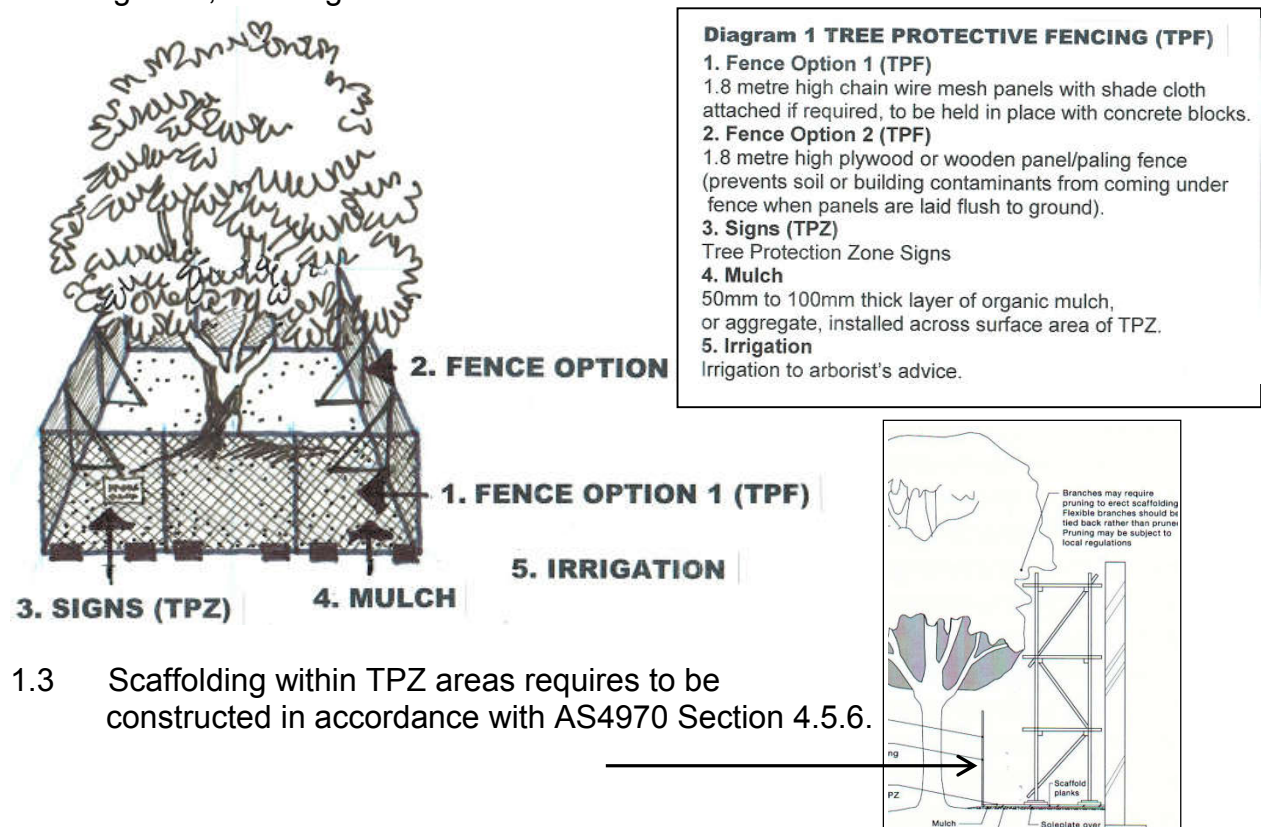 Diagram 1 TREE PROTECTIVE FENCING (TPF)
1. Fence Option 1 (TPF)
1.8 metre high chain wire mesh panels with shade cloth
attached if required, to be held in place with concrete blocks.
2. Fence Option 2 (TPF)
1.8 metre high plywood or wooden panel/paling fence
(prevents soil or building contaminants from coming under
fence when panels are laid flush to ground).
3. Signs (TPZ)
Tree Protection Zone Signs
4. Mulch
50mm to 100mm thick layer of organic mulch,
or aggregate, installed across surface area of TPZ.
5. Irrigation
Irrigation to arborist's advice.
2. FENCE OPTION
1. FENCE OPTION 1 (TPF)
5. IRRIGATION
3. SIGNS (TPZ)
4. MULCH
1.3 Scaffolding within TPZ areas requires to be
constructed in accordance with AS4970 Section 4.5.6.
Branches may require
pruning to erect scaffolding
Flexible branches should be
tied back rather than prune
Pruning may be subject to
local regulations
ng
PZ
Scaffold
planks
Mulch
Soleplate over